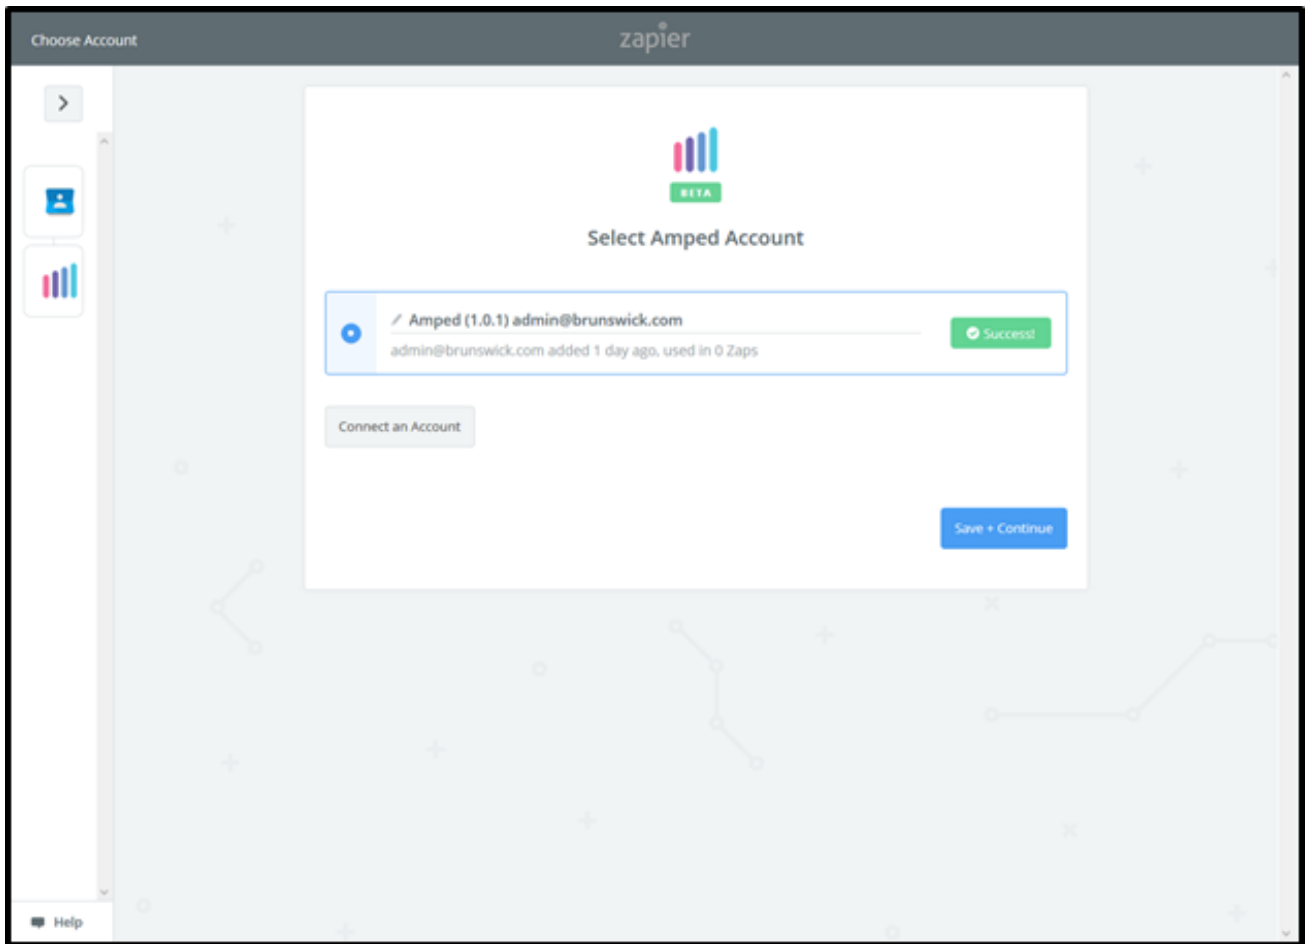 Choose Account
zapier
BETA
Select Amped Account
Amped (1.0.1) admin@brunswick.com
admin@brunswick.com added 1 day ago, used in 0 Zaps
Success!
Connect an Account
Save + Continue
Help